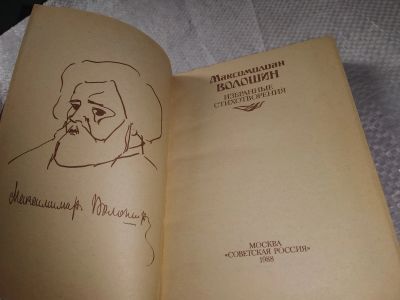 Максимилиан Волошин
Максимилиан
ВОЛОШИН
ИЗБРАННЫЕ
СТИХОТВОРЕНИЯ
МОСКВА
«СОВЕТСКАЯ РОССИЯ»
1988